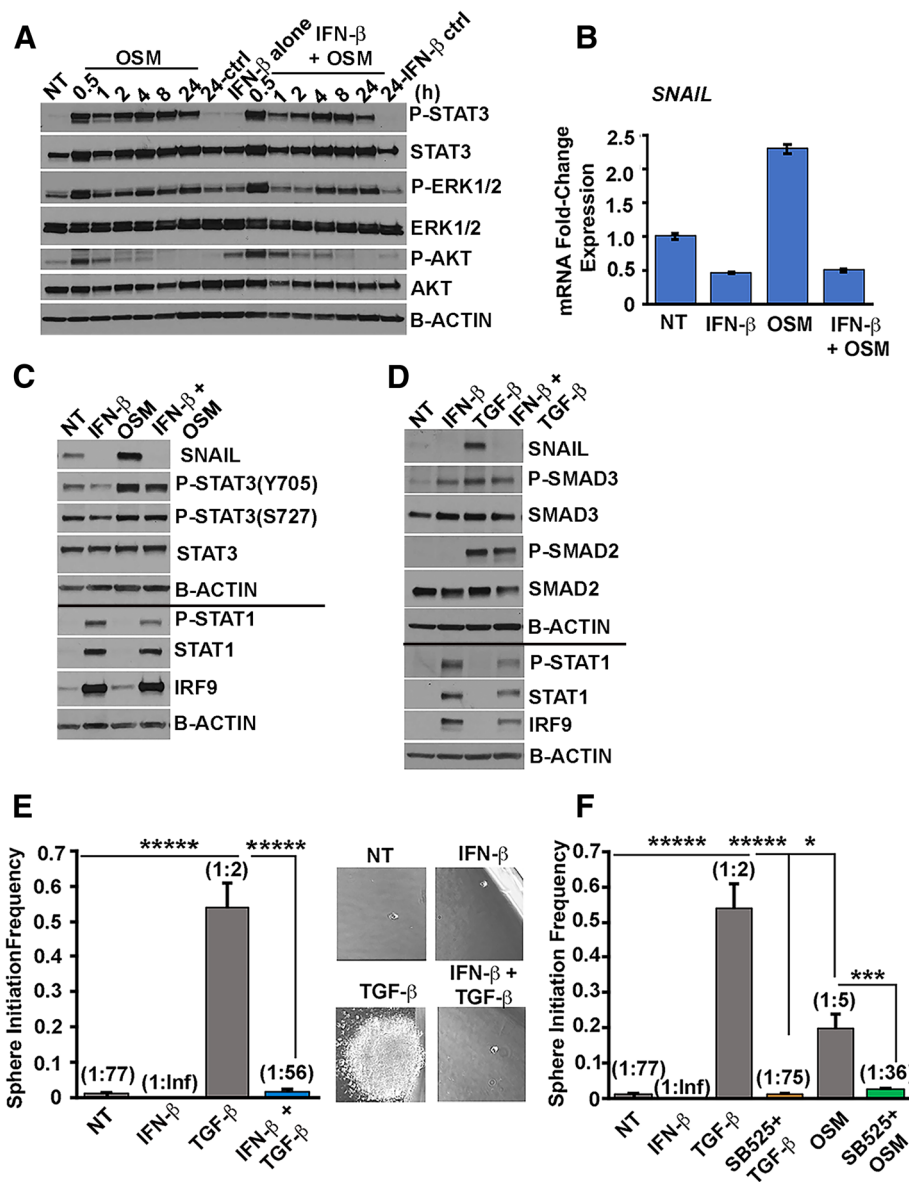 A
OSM
IFN-β
+ OSM
NT 0.5 1 2 4 8 24 24-ctrl IFN-β alone 0.5 1 2 4 8 24 24-IFN-β ctrl
(h)
P-STAT3
STAT3
P-ERK1/2
ERK1/2
P-AKT
AKT
B-ACTIN
B
SNAIL
mRNA Fold-Change
Expression
2.5
2.0
1.5
1.0
0.5
0
NT IFN-β OSM IFN-β
+ OSM
C
NT IFN-β OSM IFN-β +
OSM
SNAIL
P-STAT3(Y705)
P-STAT3(S727)
STAT3
B-ACTIN
P-STAT1
STAT1
IRF9
B-ACTIN
D
NT IFN-β TGF-β IFN-β +
TGF-β
SNAIL
P-SMAD3
SMAD3
P-SMAD2
SMAD2
B-ACTIN
P-STAT1
STAT1
IRF9
B-ACTIN
E
Sphere InitiationFrequency
0.7
0.6
0.5
0.4
0.3
0.2
0.1
0
***** *****
(1:2)
(1:77) (1:Inf) (1:56)
NT IFN-β TGF-β IFN-β +
TGF-β
NT IFN-β
TGF-β IFN-β +
TGF-β
F
Sphere Initiation Frequency
0.7
0.6
0.5
0.4
0.3
0.2
0.1
0
***** ***** *
(1:2)
***
(1:5)
(1:77) (1:Inf) (1:75) (1:36)
NT IFN-β TGF-β SB525+
TGF-β OSM SB525+
OSM